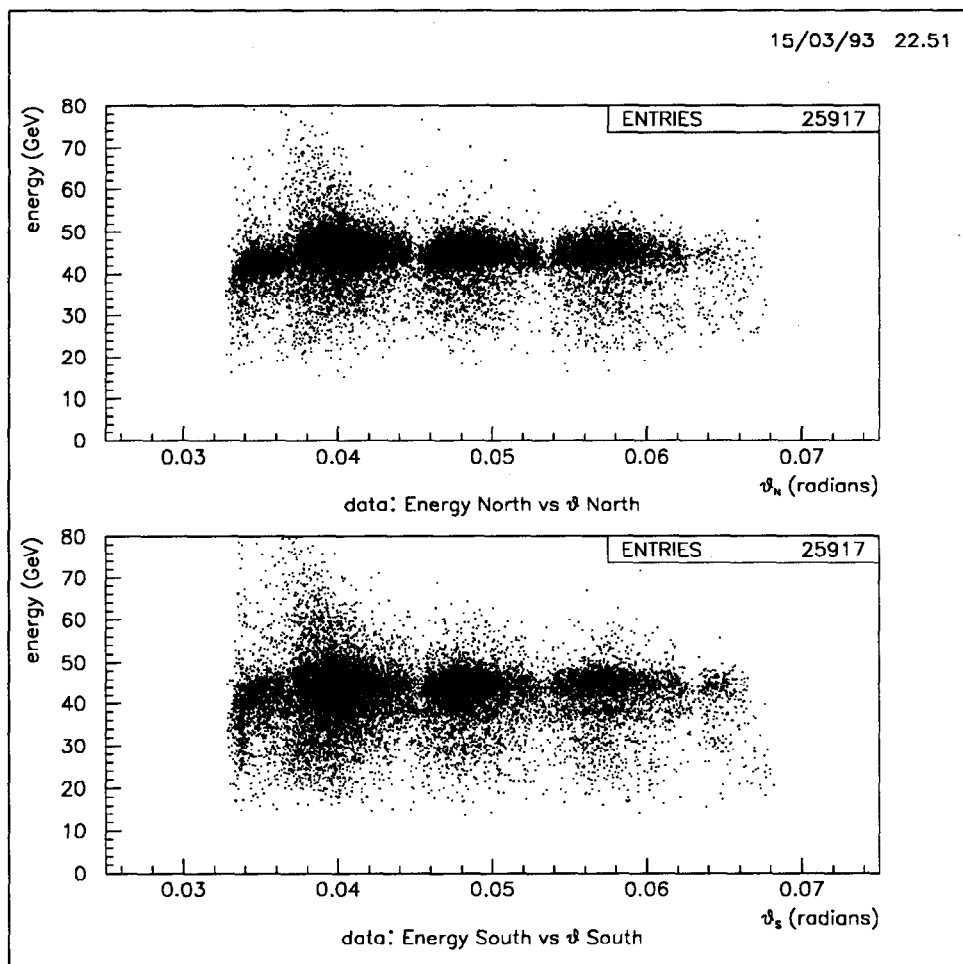 15/03/93 22.51
energy (GeV)
80
70
60
50
40
30
20
10
0
ENTRIES 25917
0.03 0.04 0.05 0.06 0.07
ϑN (radians)
data: Energy North vs ϑ North
energy (GeV)
80
70
60
50
40
30
20
10
0
ENTRIES 25917
0.03 0.04 0.05 0.06 0.07
ϑS (radians)
data: Energy South vs ϑ South